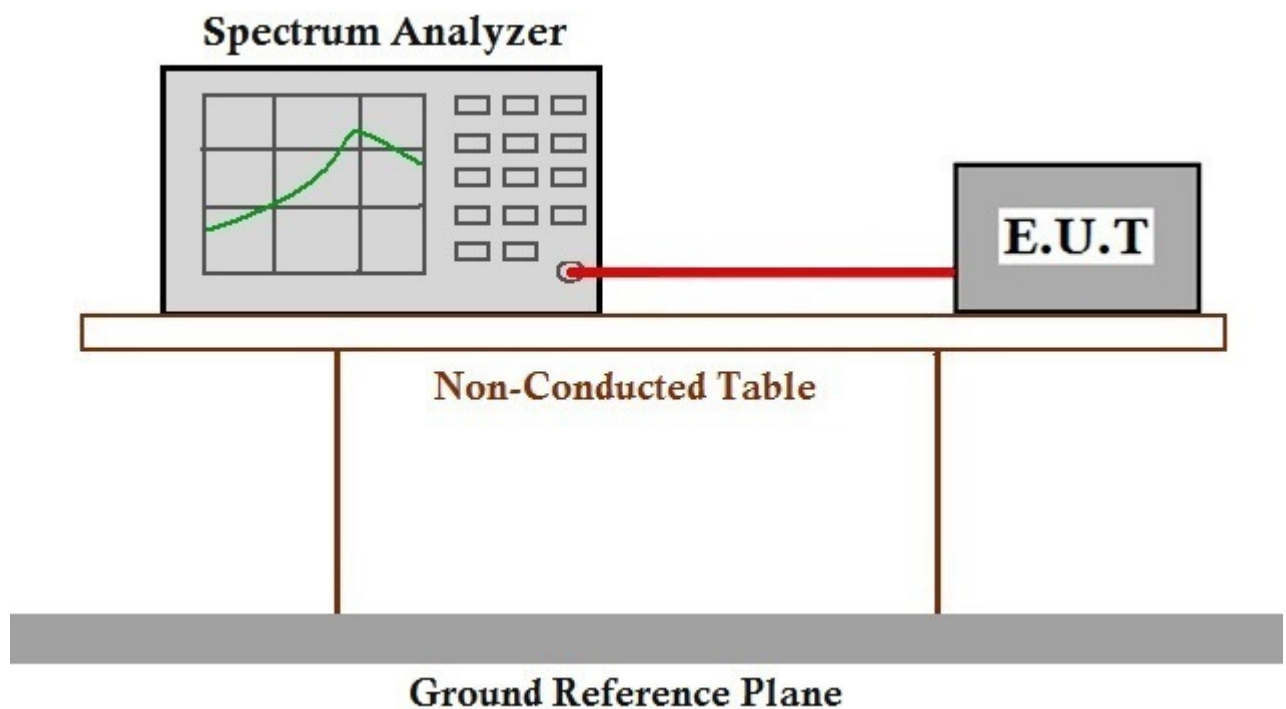 Spectrum Analyzer
E.U.T
Non-Conducted Table
Ground Reference Plane